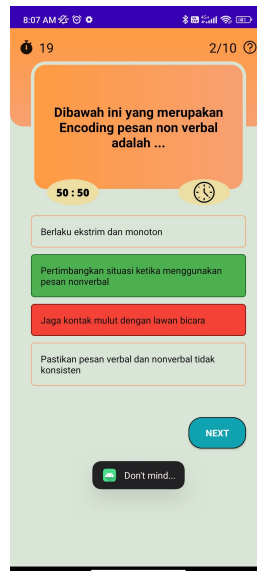 8:07 AM
19
2/10
Dibawah ini yang merupakan
Encoding pesan non verbal
adalah ...
50 : 50
Berlaku ekstrim dan monoton
Pertimbangkan situasi ketika menggunakan
pesan nonverbal
Jaga kontak mulut dengan lawan bicara
Pastikan pesan verbal dan nonverbal tidak
konsisten
NEXT
Don't mind...